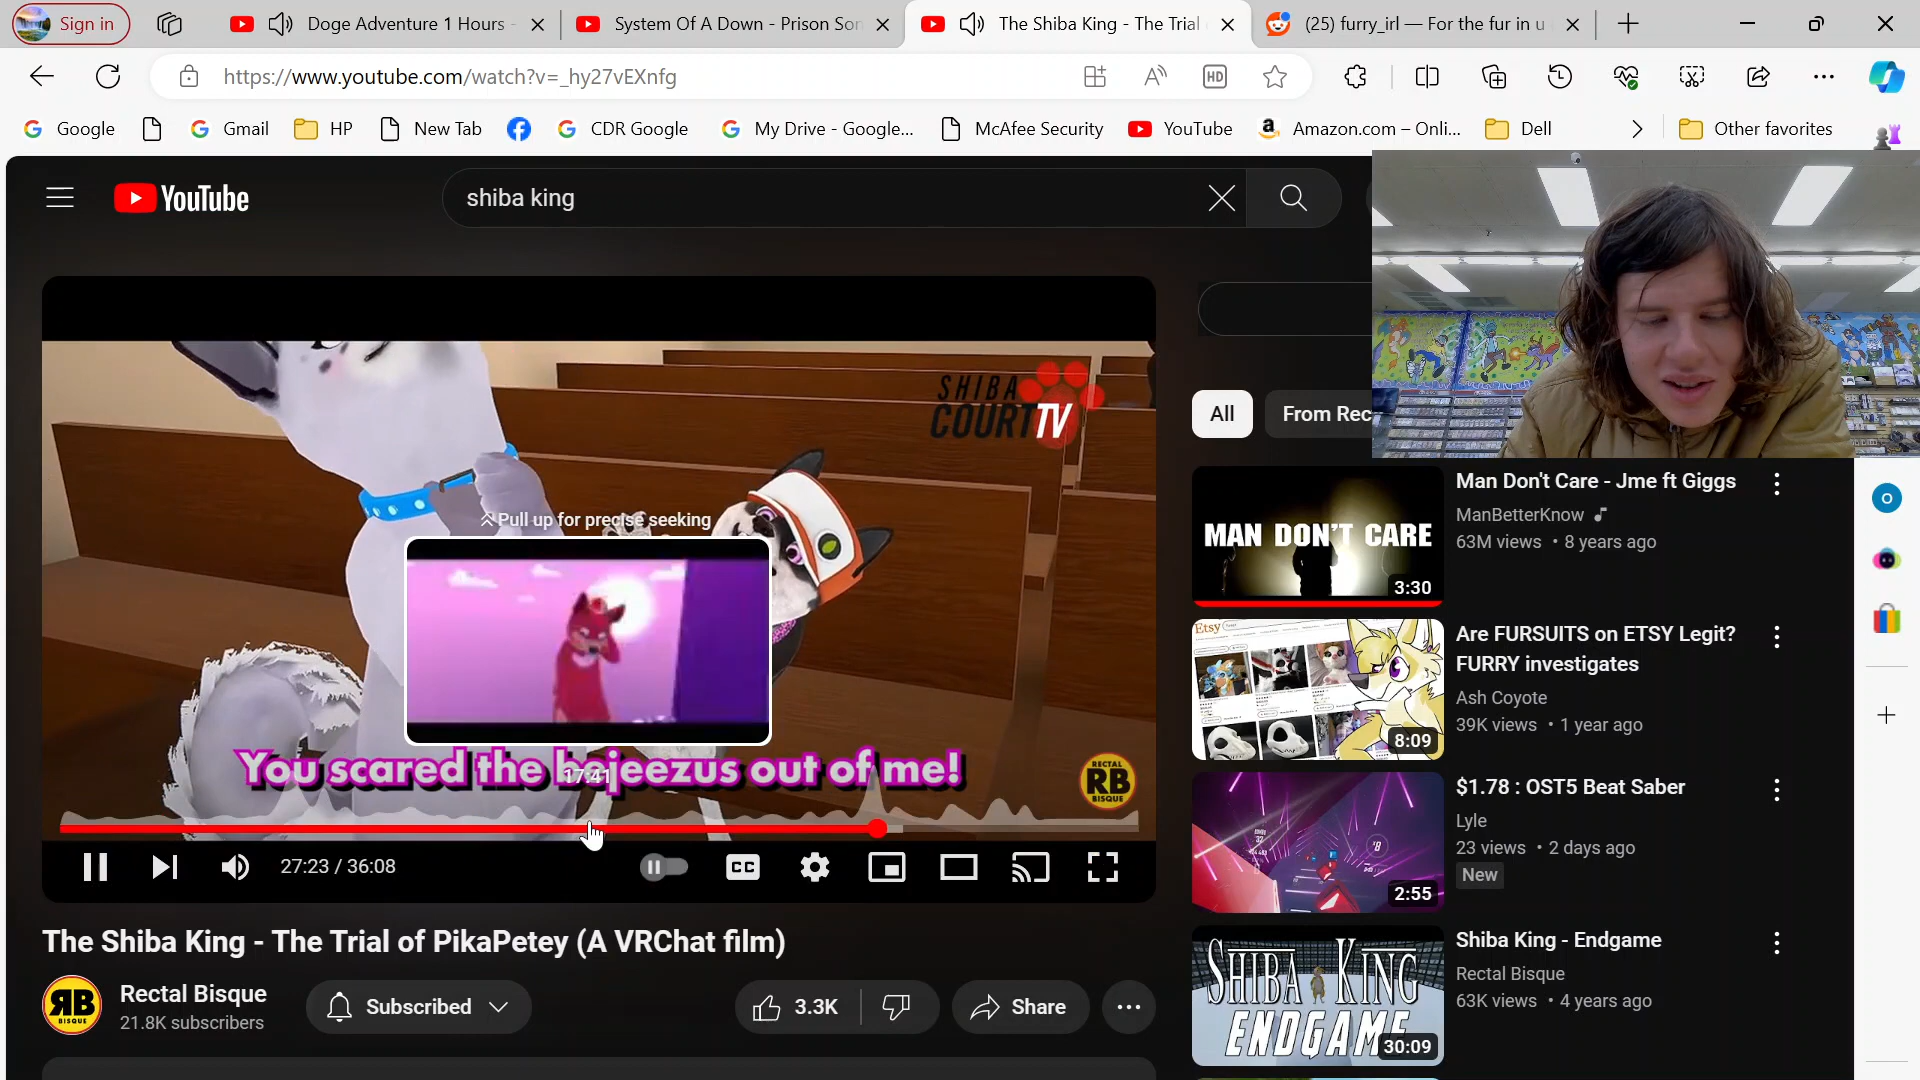 Sign in
Doge Adventure 1 Hours -
System Of A Down - Prison Son
The Shiba King - The Trial
(25) furry_irl — For the fur in u
https://www.youtube.com/watch?v=_hy27vEXnfg
HD
Google
Gmail
HP
New Tab
CDR Google
My Drive - Google...
McAfee Security
YouTube
Amazon.com – Onli...
Dell
Other favorites
YouTube
shiba king
SHIBA
COURT TV
Pull up for precise seeking
You scared the bejeezus out of me!
17:41
RECTAL
RB
BISQUE
27:23 / 36:08
CC
The Shiba King - The Trial of PikaPetey (A VRChat film)
RB
BISQUE
Rectal Bisque
21.8K subscribers
Subscribed
3.3K
Share
All
From Rec
MAN DON'T CARE
3:30
Man Don't Care - Jme ft Giggs
ManBetterKnow
63M views • 8 years ago
Etsy
8:09
Are FURSUITS on ETSY Legit?
FURRY investigates
Ash Coyote
39K views • 1 year ago
2:55
$1.78 : OST5 Beat Saber
Lyle
23 views • 2 days ago
New
SHIBA KING
ENDGAME
30:09
Shiba King - Endgame
Rectal Bisque
63K views • 4 years ago